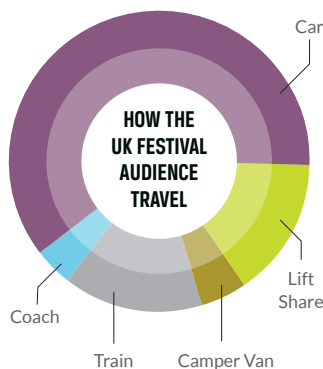 Car
HOW THE
UK FESTIVAL
AUDIENCE
TRAVEL
Lift
Share
Coach
Train
Camper Van